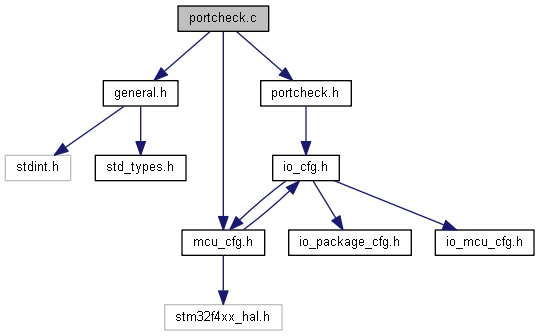 portcheck.c
general.h
portcheck.h
stdint.h
std_types.h
io_cfg.h
mcu_cfg.h
io_package_cfg.h
io_mcu_cfg.h
stm32f4xx_hal.h